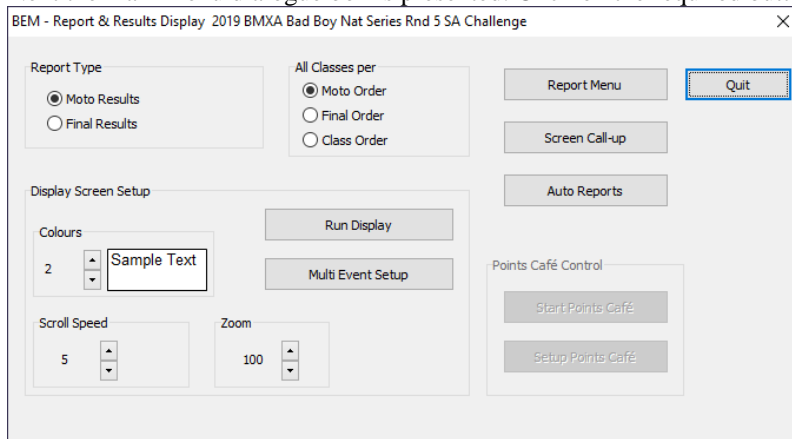 BEM - Report & Results Display 2019 BMXA Bad Boy Nat Series Rnd 5 SA Challenge
Report Type
Moto Results
Final Results
All Classes per
Moto Order
Final Order
Class Order
Report Menu
Quit
Screen Call-up
Auto Reports
Display Screen Setup
Colours
2
Sample Text
Run Display
Multi Event Setup
Scroll Speed
5
Zoom
100
Points Café Control
Start Points Café
Setup Points Café